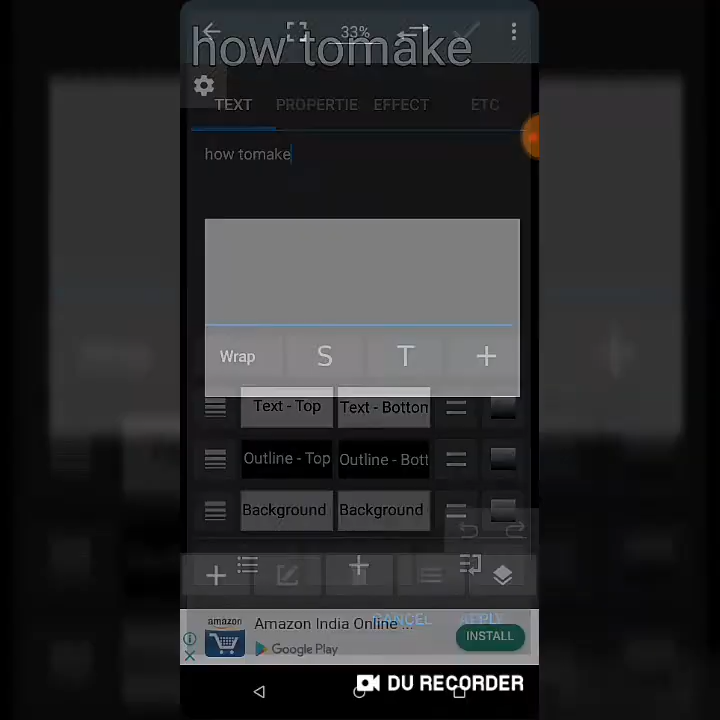 how tomake
33%
TEXT PROPERTIE EFFECT ETC
how tomake
Wrap S T +
Text - Top Text - Botton
Outline - Top Outline - Bott
Background Background
CANCEL APPLY
amazon Amazon India Online ...
Google Play
INSTALL
DU RECORDER